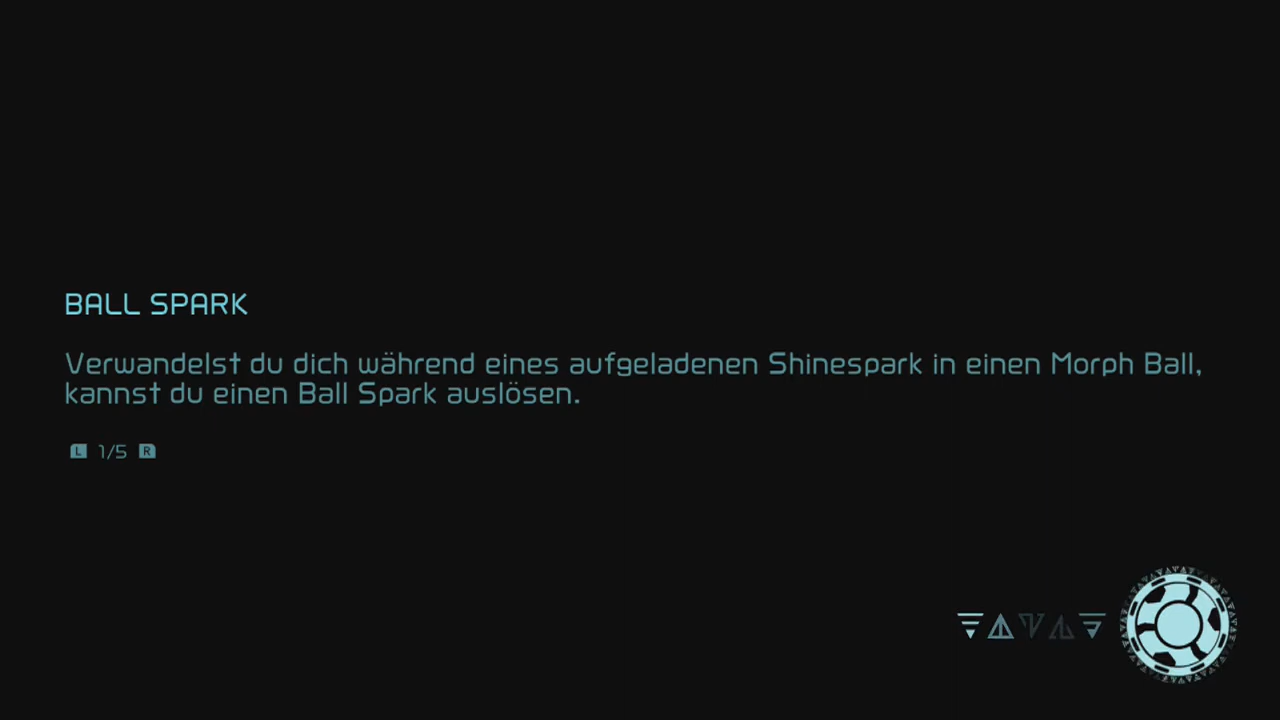 BALL SPARK
Verwandelst du dich während eines aufgeladenen Shinespark in einen Morph Ball,
kannst du einen Ball Spark auslösen.
L 1/5 R